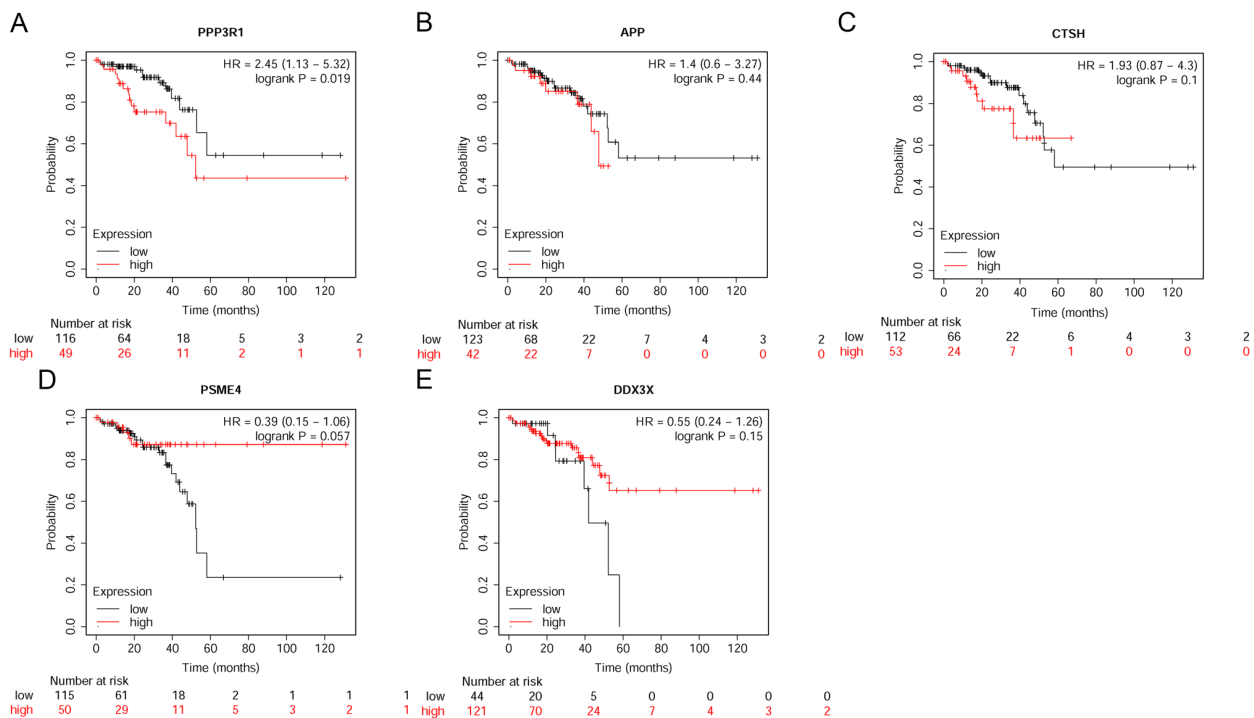 A
PPP3R1
HR = 2.45 (1.13 − 5.32)
logrank P = 0.019
Probability
0.0 0.2 0.4 0.6 0.8 1.0
Expression
low
high
0 20 40 60 80 100 120
Time (months)
Number at risk
low 116 64 18 5 3 2
high 49 26 11 2 1 1
B
APP
HR = 1.4 (0.6 − 3.27)
logrank P = 0.44
Probability
0.0 0.2 0.4 0.6 0.8 1.0
Expression
low
high
0 20 40 60 80 100 120
Time (months)
Number at risk
low 123 68 22 7 4 3 2
high 42 22 7 0 0 0 0
C
CTSH
HR = 1.93 (0.87 − 4.3)
logrank P = 0.1
Probability
0.0 0.2 0.4 0.6 0.8 1.0
Expression
low
high
0 20 40 60 80 100 120
Time (months)
Number at risk
low 112 66 22 6 4 3 2
high 53 24 7 1 0 0 0
D
PSME4
HR = 0.39 (0.15 − 1.06)
logrank P = 0.057
Probability
0.0 0.2 0.4 0.6 0.8 1.0
Expression
low
high
0 20 40 60 80 100 120
Time (months)
Number at risk
low 115 61 18 2 1 1 1
high 50 29 11 5 3 2 1
E
DDX3X
HR = 0.55 (0.24 − 1.26)
logrank P = 0.15
Probability
0.0 0.2 0.4 0.6 0.8 1.0
Expression
low
high
0 20 40 60 80 100 120
Time (months)
Number at risk
low 44 20 5 0 0 0 0
high 121 70 24 7 4 3 2